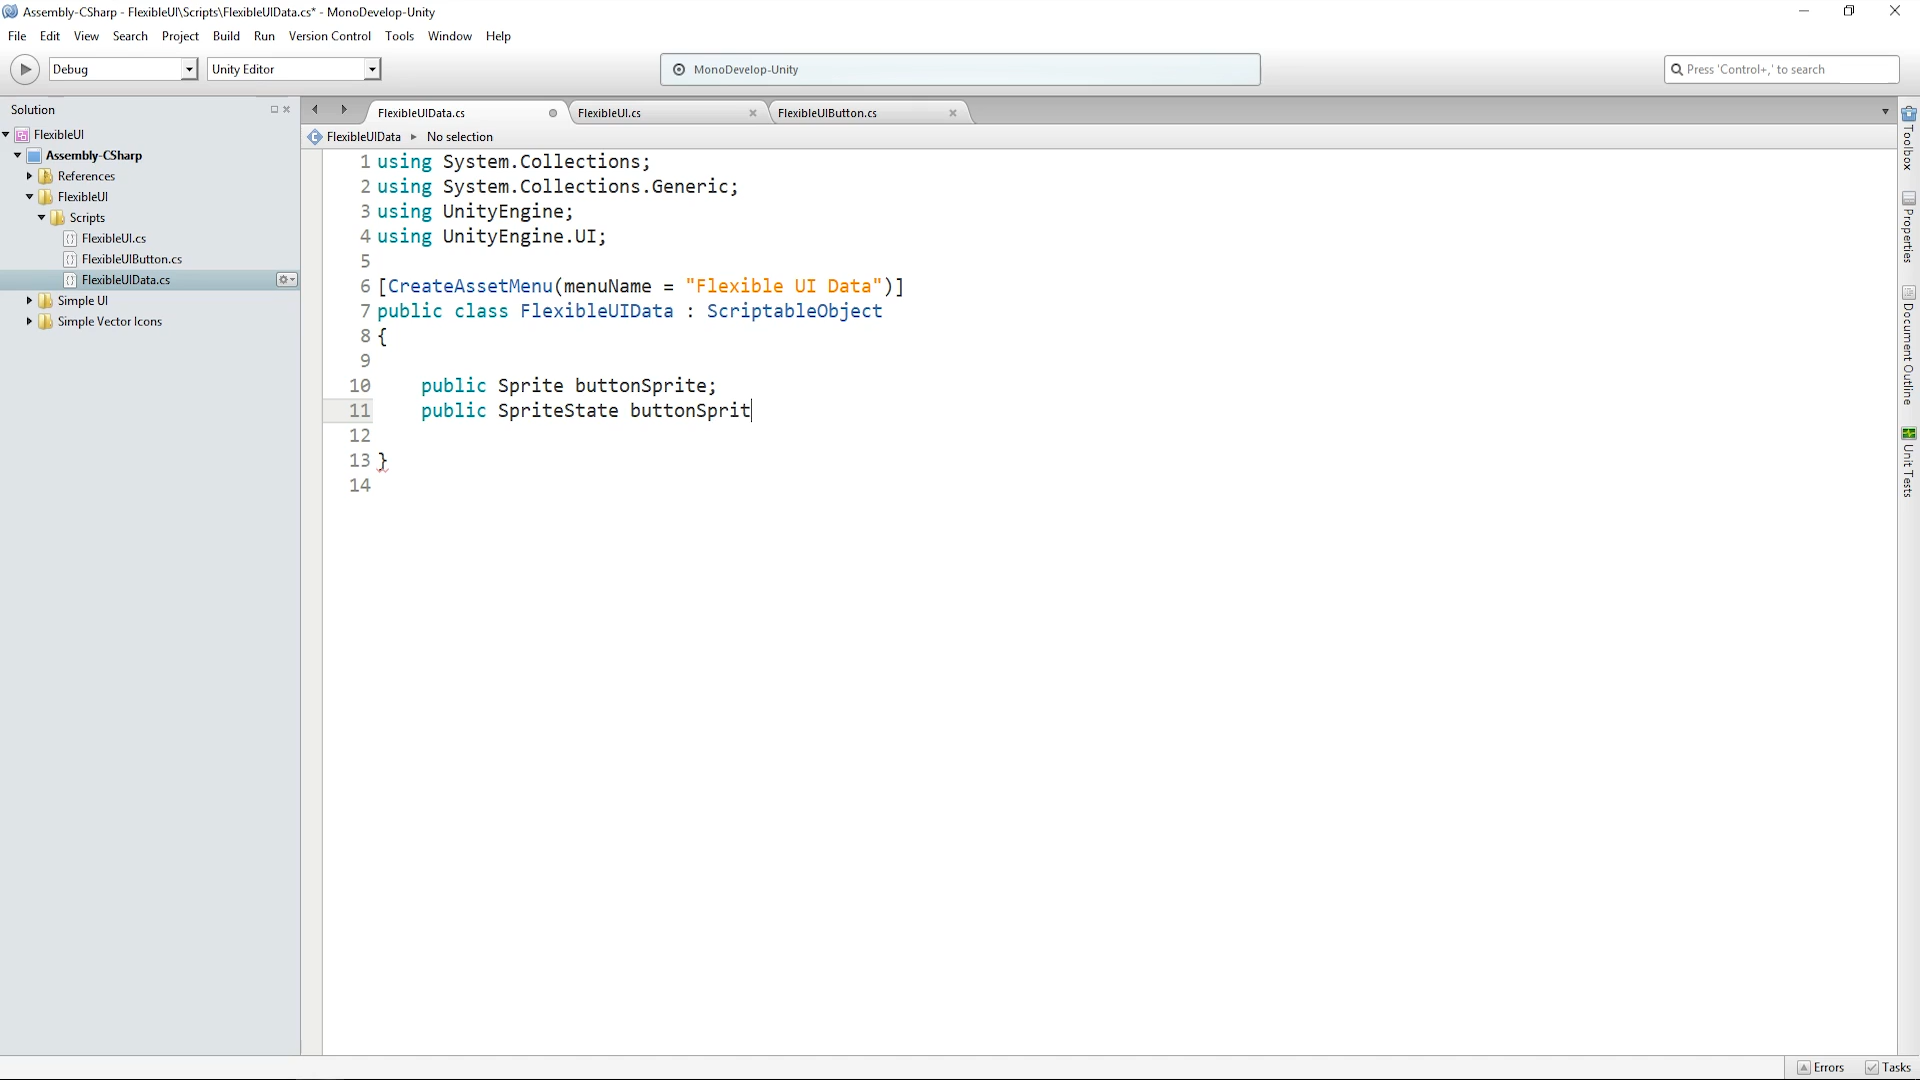 Assembly-CSharp - FlexibleUI\Scripts\FlexibleUIData.cs* - MonoDevelop-Unity
File Edit View Search Project Build Run Version Control Tools Window Help
Debug Unity Editor MonoDevelop-Unity Press 'Control+,' to search
Solution
FlexibleUI
Assembly-CSharp
References
FlexibleUI
Scripts
FlexibleUI.cs
FlexibleUIButton.cs
FlexibleUIData.cs
Simple UI
Simple Vector Icons
FlexibleUIData.cs FlexibleUI.cs FlexibleUIButton.cs
FlexibleUIData No selection
1 using System.Collections;
2 using System.Collections.Generic;
3 using UnityEngine;
4 using UnityEngine.UI;
5
6 [CreateAssetMenu(menuName = "Flexible UI Data")]
7 public class FlexibleUIData : ScriptableObject
8 {
9
10 public Sprite buttonSprite;
11 public SpriteState buttonSprit
12
13 }
14
Toolbox
Properties
Document Outline
Unit Tests
Errors Tasks